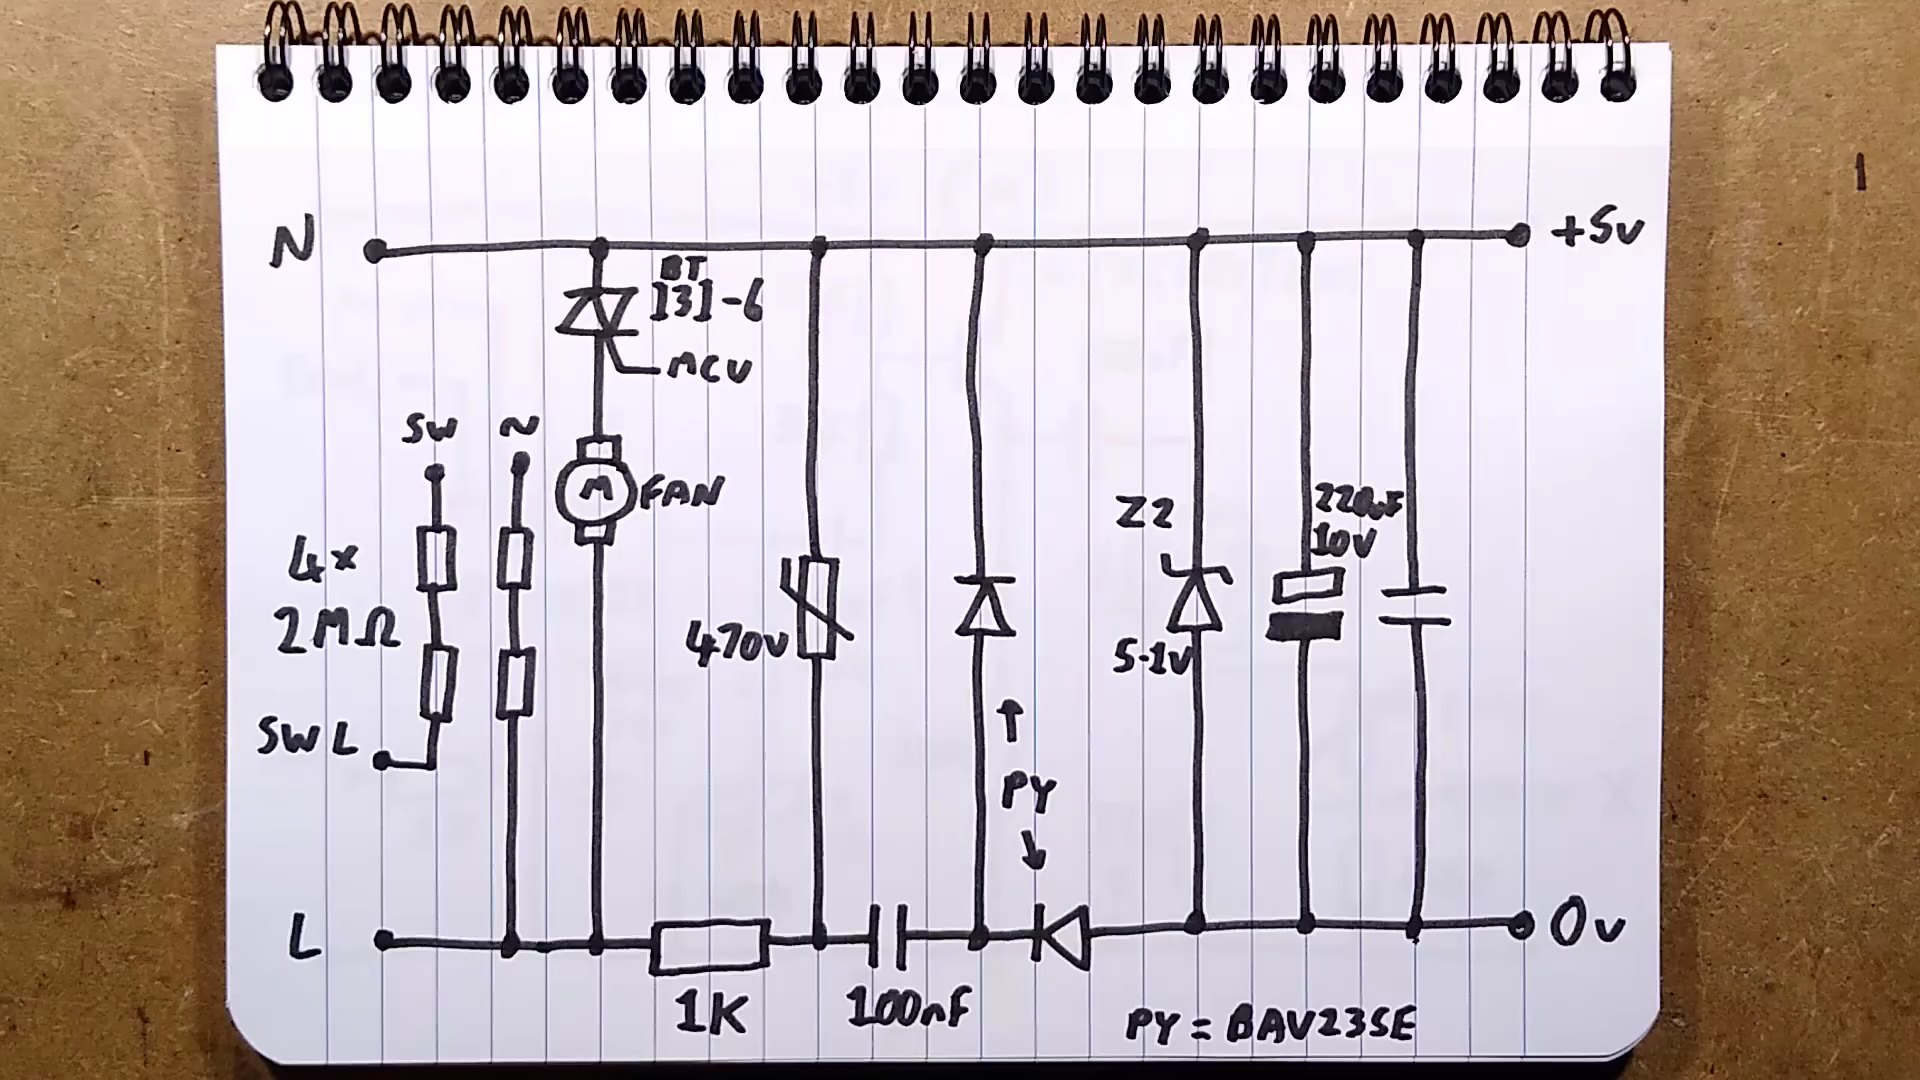 N
+5v
BT
131-6
MCU
SW N
M
FAN
4x
2MΩ
SWL
470v
Z2
5.1v
220uF
10v
↑
PY
↓
L
0v
1K
100nF
PY = BAV23SE